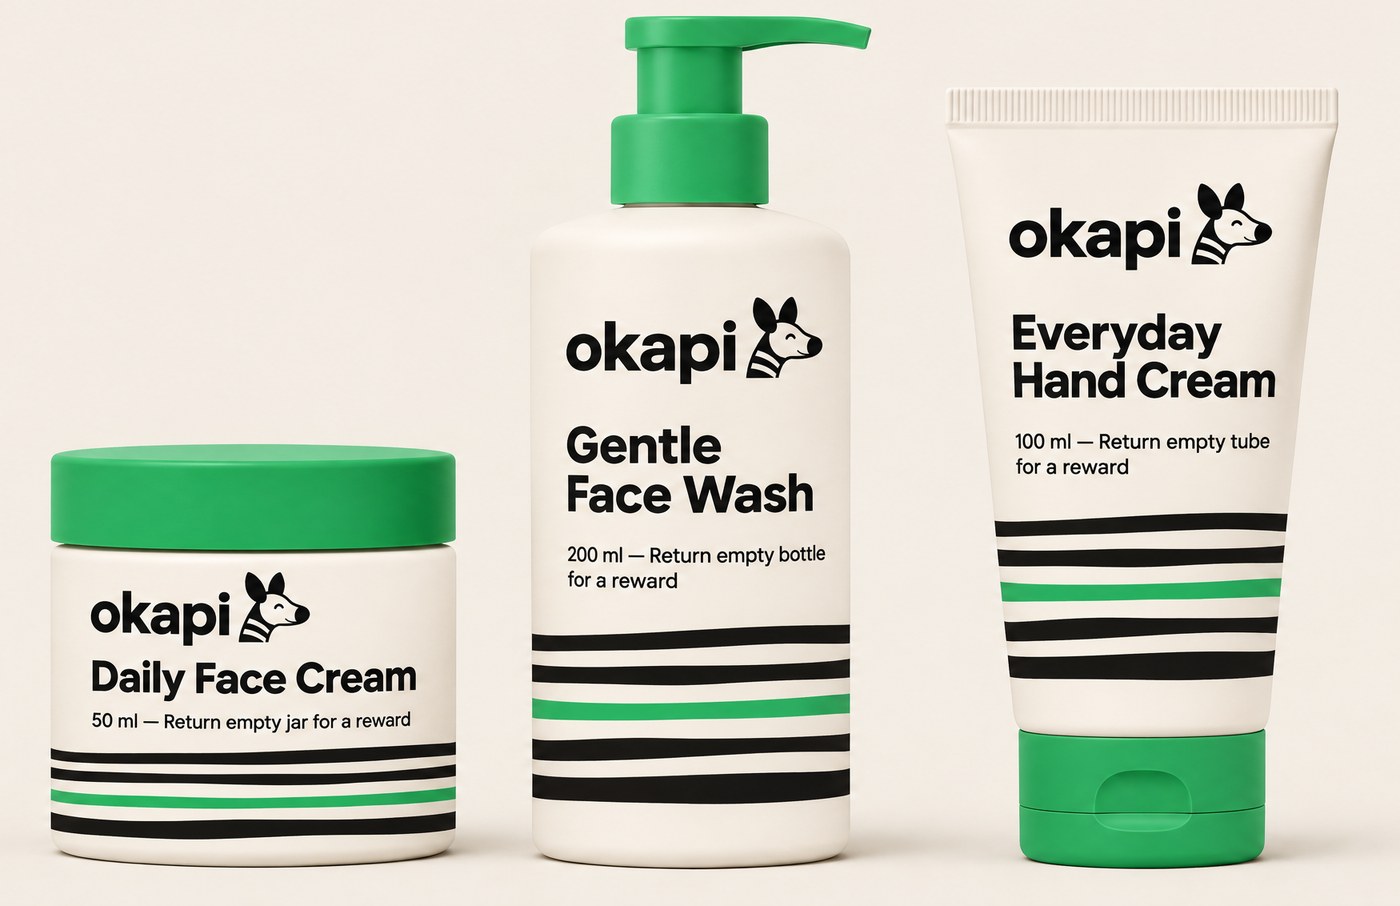 okapi
Daily Face Cream
50 ml — Return empty jar for a reward
okapi
Gentle
Face Wash
200 ml — Return empty bottle
for a reward
okapi
Everyday
Hand Cream
100 ml — Return empty tube
for a reward